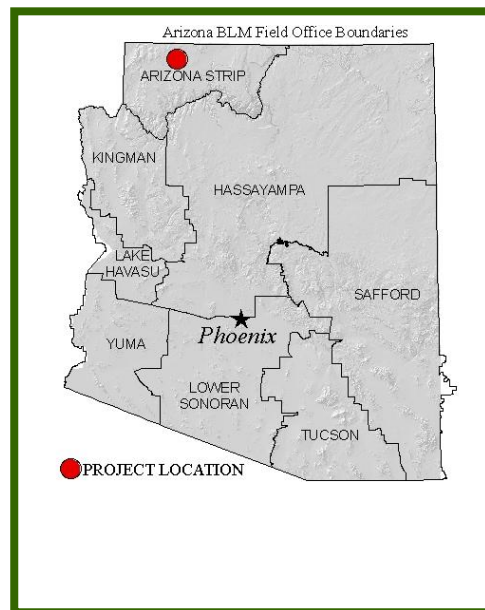 Arizona BLM Field Office Boundaries
ARIZONA STRIP
KINGMAN
HASSAYAMPA
LAKE
HAVASU
SAFFORD
Phoenix
YUMA
LOWER
SONORAN
TUCSON
PROJECT LOCATION